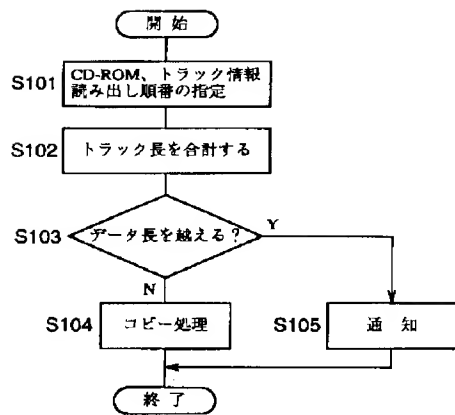 開始
S101
CD-ROM、トラック情報
読み出し順番の指定
S102
トラック長を合計する
S103
データ長を越える?
Y
N
S104
コピー処理
S105
通知
終了